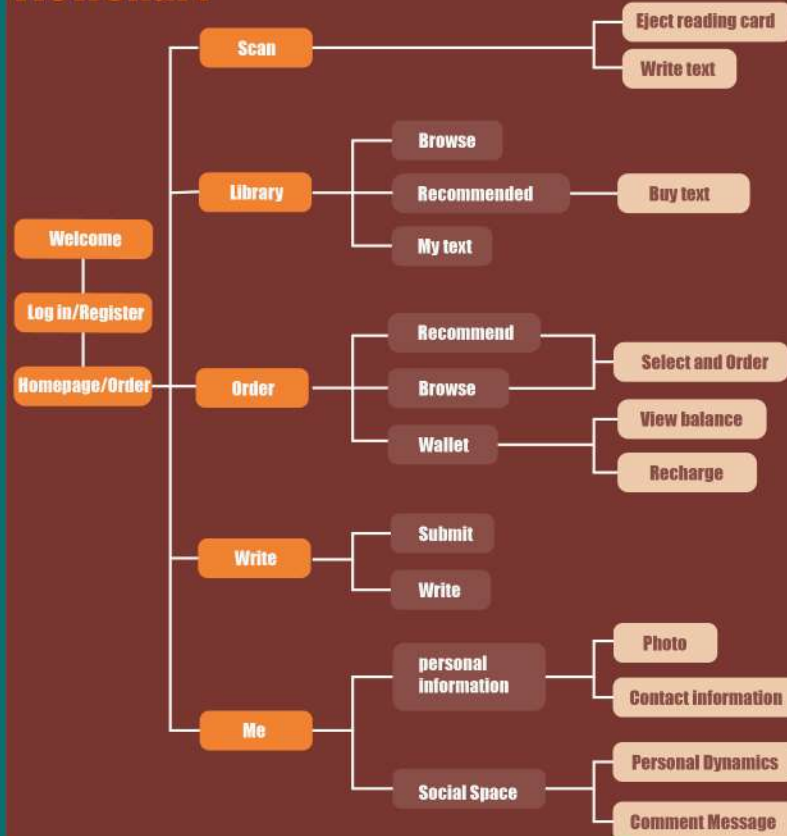 Scan
Eject reading card
Write text
Library
Browse
Recommended
My text
Buy text
Welcome
Log in/Register
Homepage/Order
Order
Recommend
Browse
Wallet
Select and Order
View balance
Recharge
Write
Submit
Write
Me
personal
information
Photo
Contact information
Social Space
Personal Dynamics
Comment Message